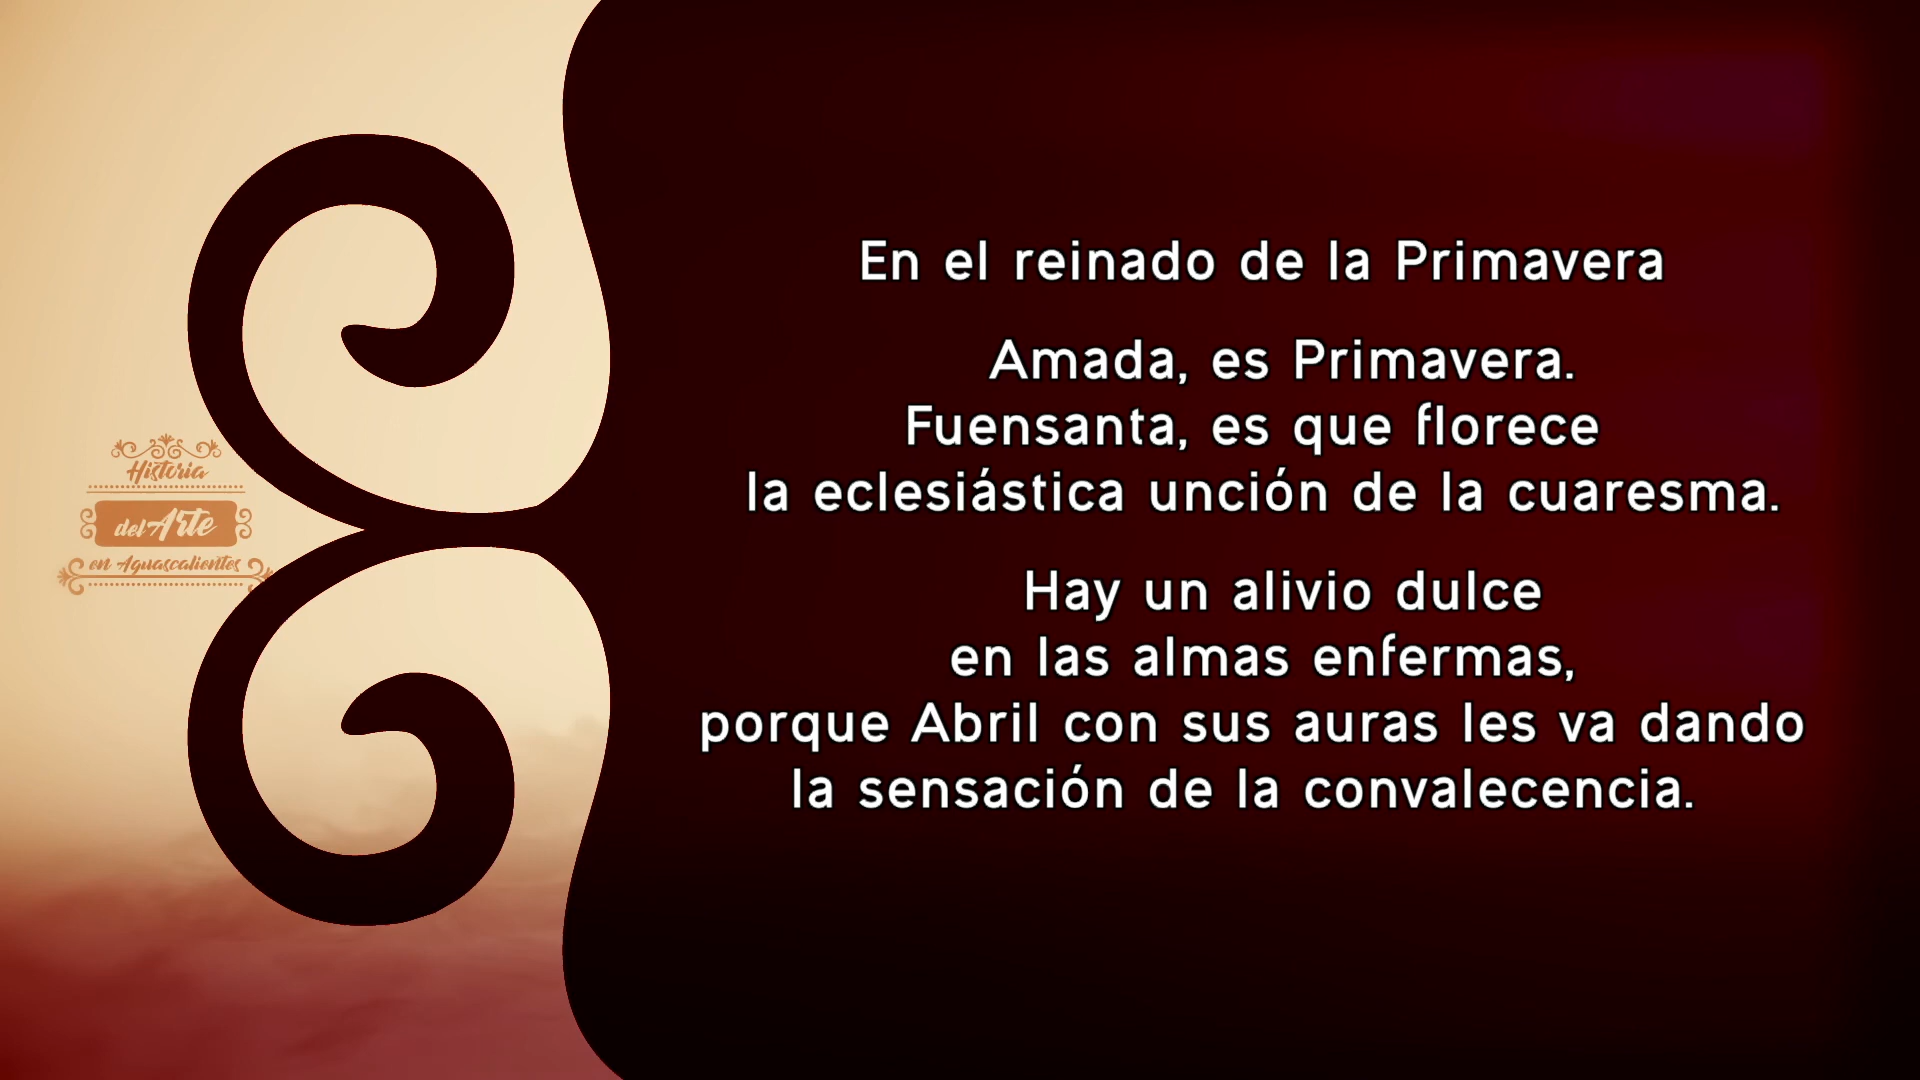 Historia
del Arte
en Aguascalientes
En el reinado de la Primavera
Amada, es Primavera.
Fuensanta, es que florece
la eclesiástica unción de la cuaresma.
Hay un alivio dulce
en las almas enfermas,
porque Abril con sus auras les va dando
la sensación de la convalecencia.